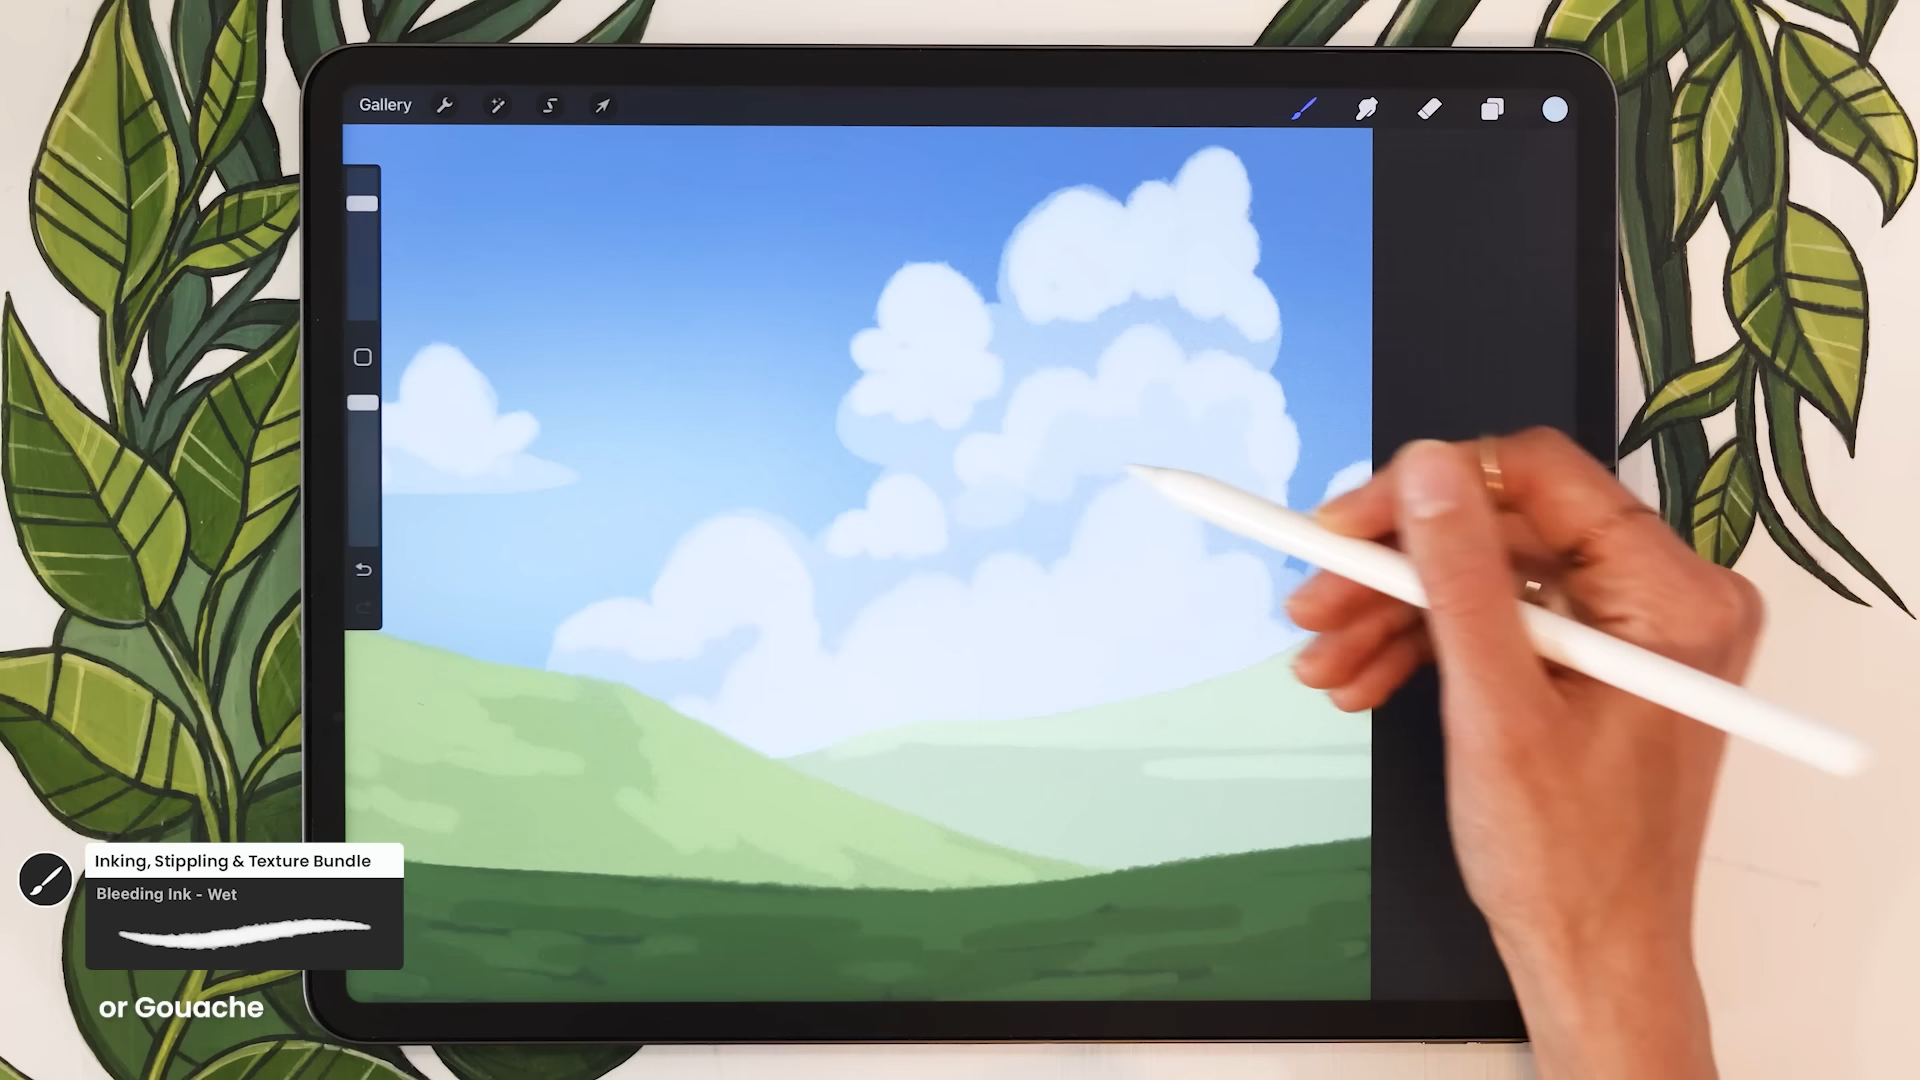 Gallery
Inking, Stippling & Texture Bundle
Bleeding Ink - Wet
or Gouache